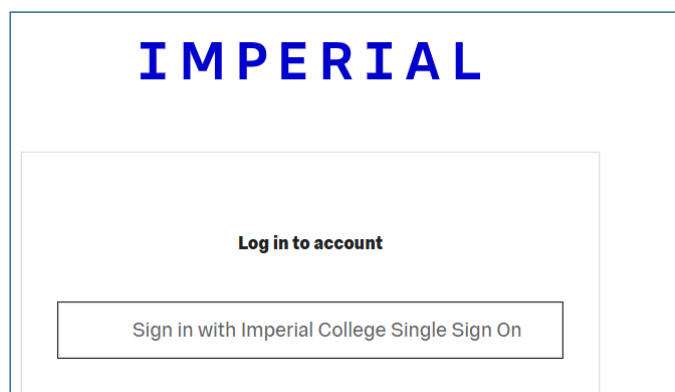 IMPERIAL
Log in to account
Sign in with Imperial College Single Sign On